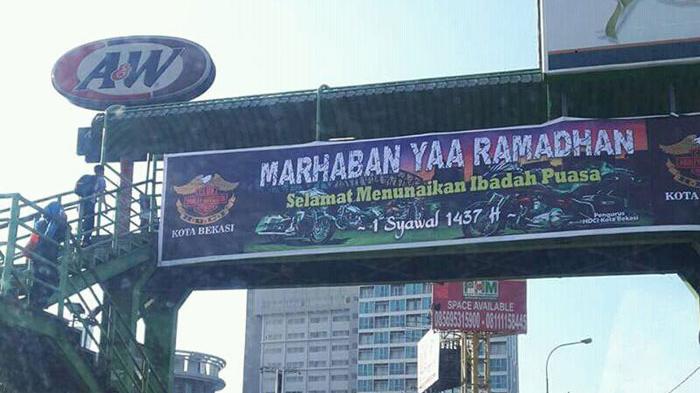 A&W
MARHABAN YAA RAMADHAN
Selamat Menunaikan Ibadah Puasa
~ 1 Syawal 1437 H ~
KOTA BEKASI
Pengurus
HDCI Kota Bekasi
KOTA
SPACE AVAILABLE
085695315900 - 08111158445